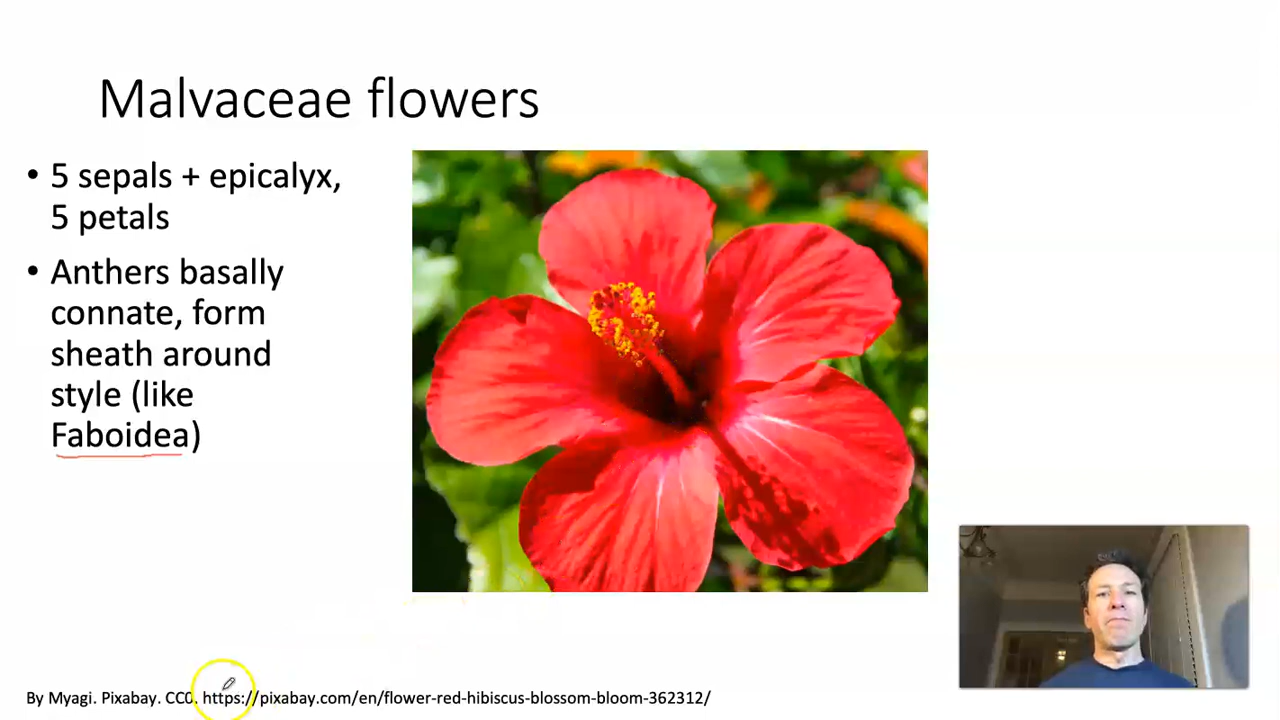 Malvaceae flowers
• 5 sepals + epicalyx,
5 petals
• Anthers basally
connate, form
sheath around
style (like
Faboidea)
By Myagi. Pixabay. CC0. https://pixabay.com/en/flower-red-hibiscus-blossom-bloom-362312/